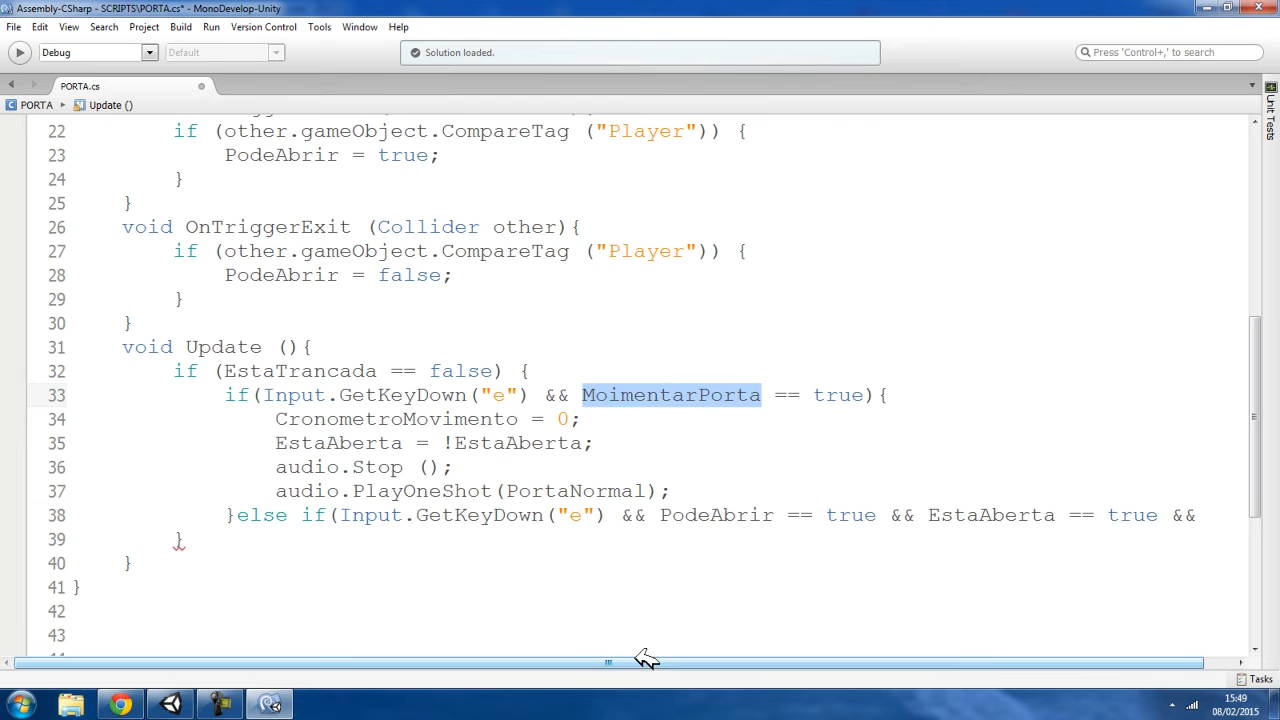 Assembly-CSharp - SCRIPTS\PORTA.cs* - MonoDevelop-Unity
File Edit View Search Project Build Run Version Control Tools Window Help
Debug Default Solution loaded. Press 'Control+,' to search
PORTA.cs
PORTA Update ()
22 if (other.gameObject.CompareTag ("Player")) {
23 PodeAbrir = true;
24 }
25 }
26 void OnTriggerExit (Collider other){
27 if (other.gameObject.CompareTag ("Player")) {
28 PodeAbrir = false;
29 }
30 }
31 void Update (){
32 if (EstaTrancada == false) {
33 if(Input.GetKeyDown("e") && MoimentarPorta == true){
34 CronometroMovimento = 0;
35 EstaAberta = !EstaAberta;
36 audio.Stop ();
37 audio.PlayOneShot(PortaNormal);
38 }else if(Input.GetKeyDown("e") && PodeAbrir == true && EstaAberta == true &&
39 }
40 }
41 }
42
43
Unit Tests
Tasks
15:49
08/02/2015